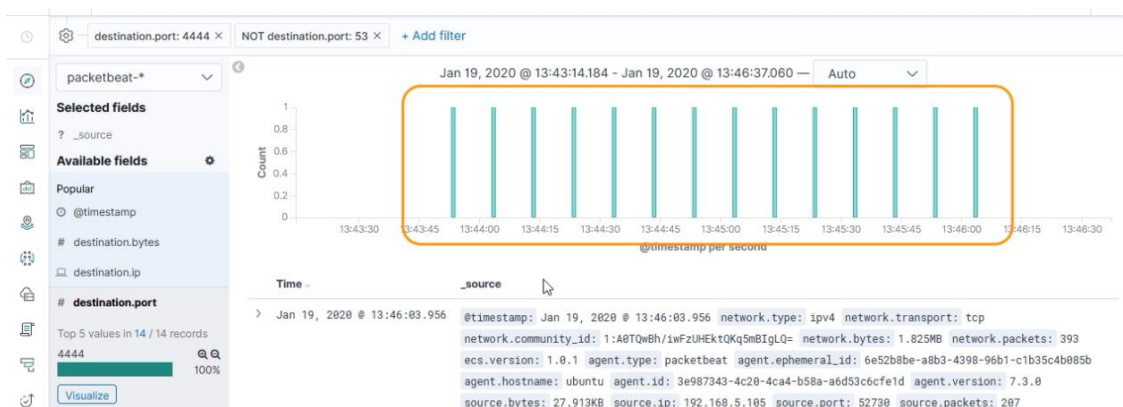 destination.port: 4444 ×
NOT destination.port: 53 ×
+ Add filter
packetbeat-*
Jan 19, 2020 @ 13:43:14.184 - Jan 19, 2020 @ 13:46:37.060 —
Auto
Selected fields
? _source
Available fields
Popular
@timestamp
# destination.bytes
destination.ip
# destination.port
Top 5 values in 14 / 14 records
4444
100%
Visualize
Count
1
0.8
0.6
0.4
0.2
0
13:43:30 13:43:45 13:44:00 13:44:15 13:44:30 13:44:45 13:45:00 13:45:15 13:45:30 13:45:45 13:46:00 13:46:15 13:46:30
@timestamp per second
Time
_source
Jan 19, 2020 @ 13:46:03.956
@timestamp: Jan 19, 2020 @ 13:46:03.956 network.type: ipv4 network.transport: tcp
network.community_id: 1:A0TQwBh/iwFzUHEktQKq5mBIgLQ= network.bytes: 1.825MB network.packets: 393
ecs.version: 1.0.1 agent.type: packetbeat agent.ephemeral_id: 6e52b8be-a8b3-4398-96b1-c1b35c4b085b
agent.hostname: ubuntu agent.id: 3e987343-4c20-4ca4-b58a-a6d53c6cfe1d agent.version: 7.3.0
source.bytes: 27.913KB source.ip: 192.168.5.105 source.port: 52730 source.packets: 207